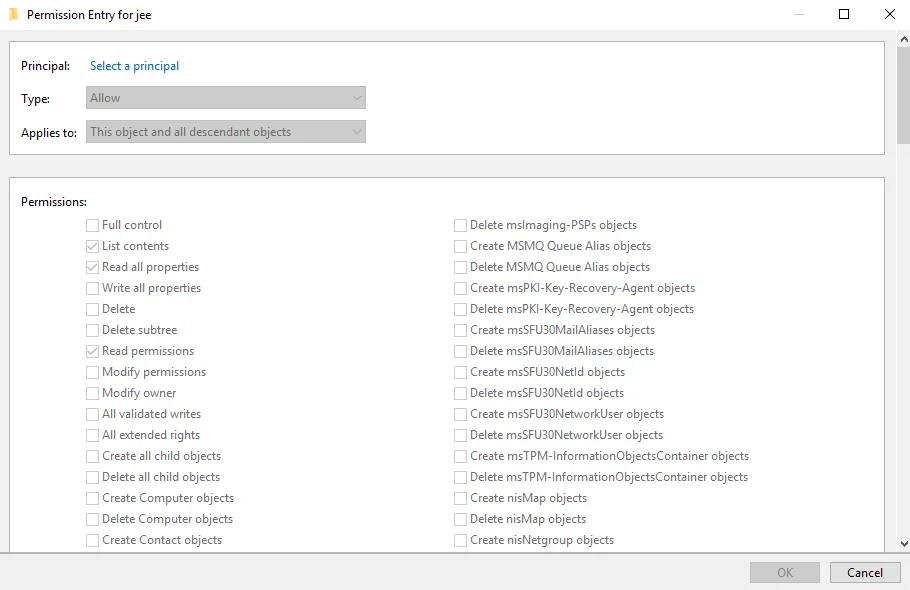 Permission Entry for jee
Principal: Select a principal
Type: Allow
Applies to: This object and all descendant objects
Permissions:
Full control
List contents
Read all properties
Write all properties
Delete
Delete subtree
Read permissions
Modify permissions
Modify owner
All validated writes
All extended rights
Create all child objects
Delete all child objects
Create Computer objects
Delete Computer objects
Create Contact objects
Delete msImaging-PSPs objects
Create MSMQ Queue Alias objects
Delete MSMQ Queue Alias objects
Create msPKI-Key-Recovery-Agent objects
Delete msPKI-Key-Recovery-Agent objects
Create msSFU30MailAliases objects
Delete msSFU30MailAliases objects
Create msSFU30NetId objects
Delete msSFU30NetId objects
Create msSFU30NetworkUser objects
Delete msSFU30NetworkUser objects
Create msTPM-InformationObjectsContainer objects
Delete msTPM-InformationObjectsContainer objects
Create nisMap objects
Delete nisMap objects
Create nisNetgroup objects
OK
Cancel